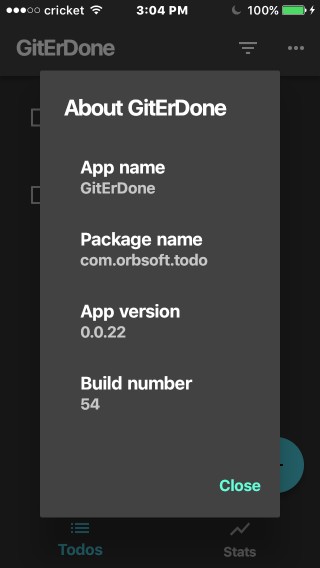 cricket 3:04 PM 100%
GitErDone
About GitErDone
App name
GitErDone
Package name
com.orbsoft.todo
App version
0.0.22
Build number
54
Close
Todos Stats